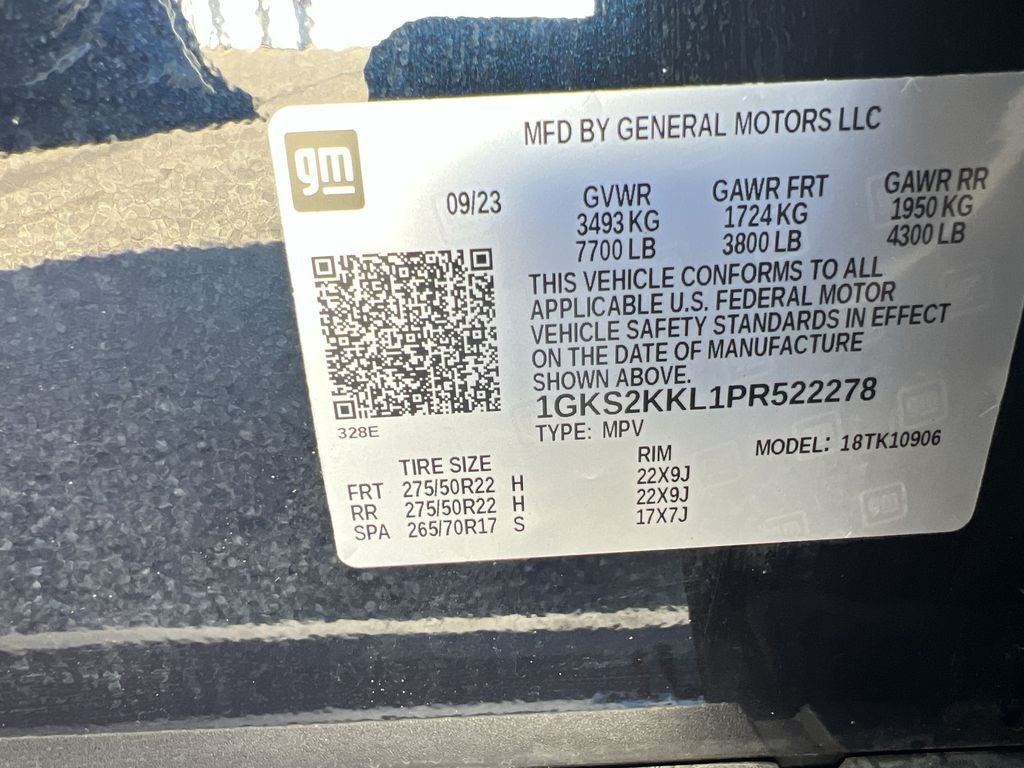 MFD BY GENERAL MOTORS LLC
gm
09/23
GVWR
3493 KG
7700 LB
GAWR FRT
1724 KG
3800 LB
GAWR RR
1950 KG
4300 LB
THIS VEHICLE CONFORMS TO ALL
APPLICABLE U.S. FEDERAL MOTOR
VEHICLE SAFETY STANDARDS IN EFFECT
ON THE DATE OF MANUFACTURE
SHOWN ABOVE.
1GKS2KKL1PR522278
328E
TYPE: MPV
MODEL: 18TK10906
TIRE SIZE RIM
FRT 275/50R22 H 22X9J
RR 275/50R22 H 22X9J
SPA 265/70R17 S 17X7J